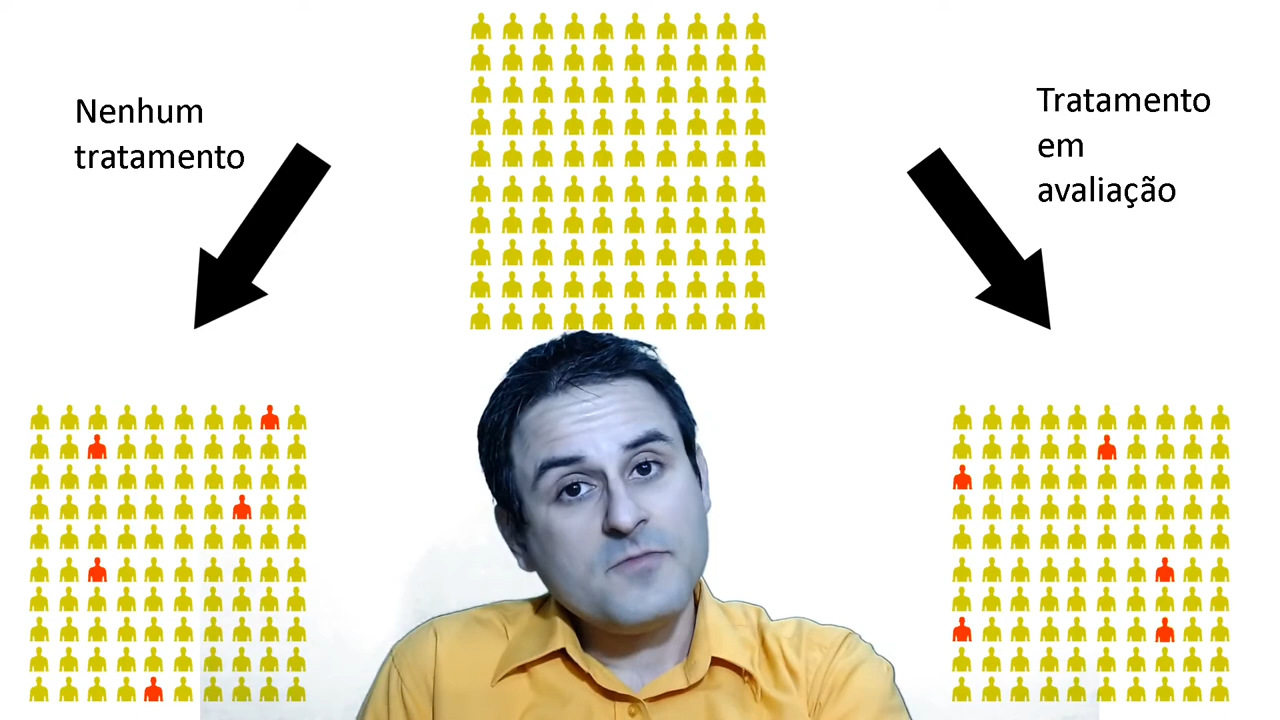 Nenhum
tratamento
Tratamento
em
avaliação